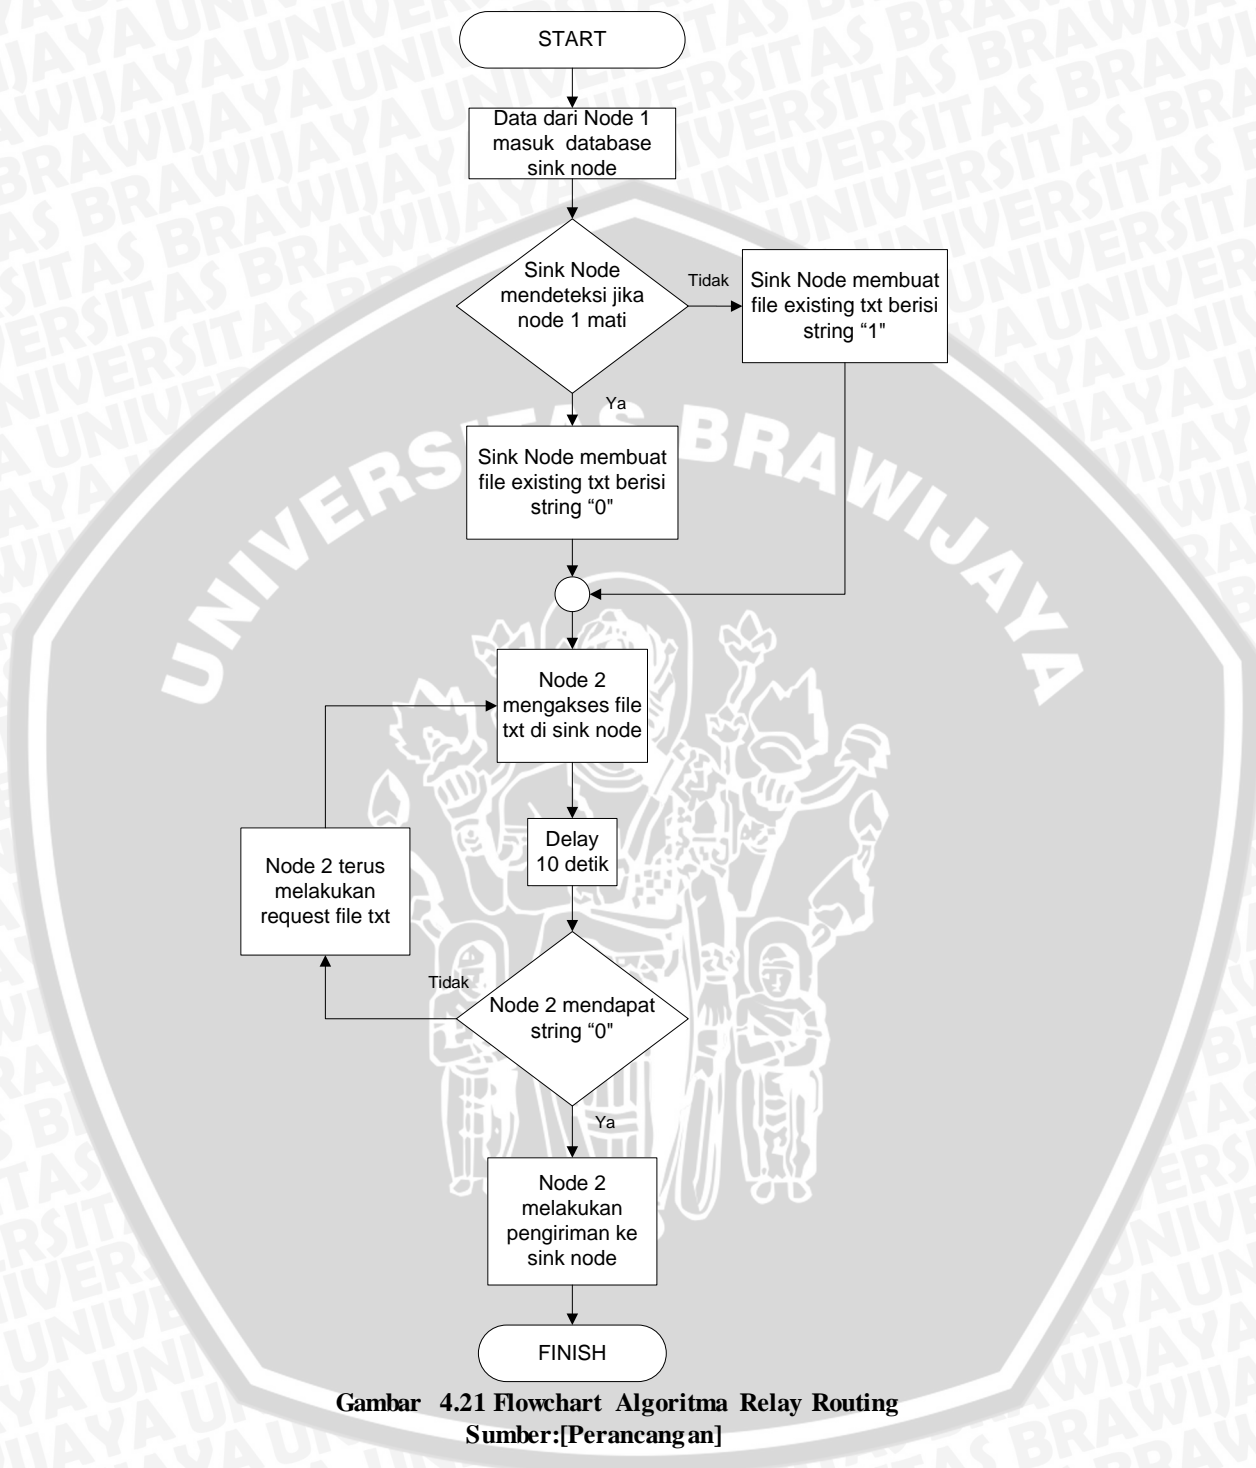 START
Data dari Node 1
masuk database
sink node
Sink Node
mendeteksi jika
node 1 mati
Tidak
Sink Node membuat
file existing txt berisi
string “1"
Ya
Sink Node membuat
file existing txt berisi
string “0"
UNIVERSITAS BRAWIJAYA
Node 2
mengakses file
txt di sink node
Delay
10 detik
Node 2 terus
melakukan
request file txt
Tidak
Node 2 mendapat
string “0"
Ya
Node 2
melakukan
pengiriman ke
sink node
FINISH
Gambar 4.21 Flowchart Algoritma Relay Routing
Sumber:[Perancangan]